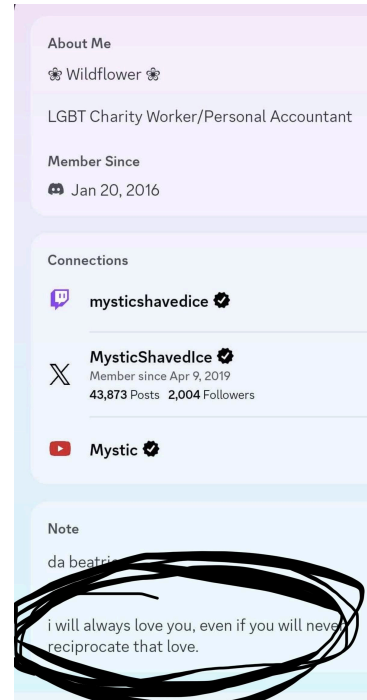 About Me
❀ Wildflower ❀
LGBT Charity Worker/Personal Accountant
Member Since
Jan 20, 2016
Connections
mysticshavedice
MysticShavedIce
Member since Apr 9, 2019
43,873 Posts 2,004 Followers
Mystic
Note
da
i will always love you, even if you will never
reciprocate that love.